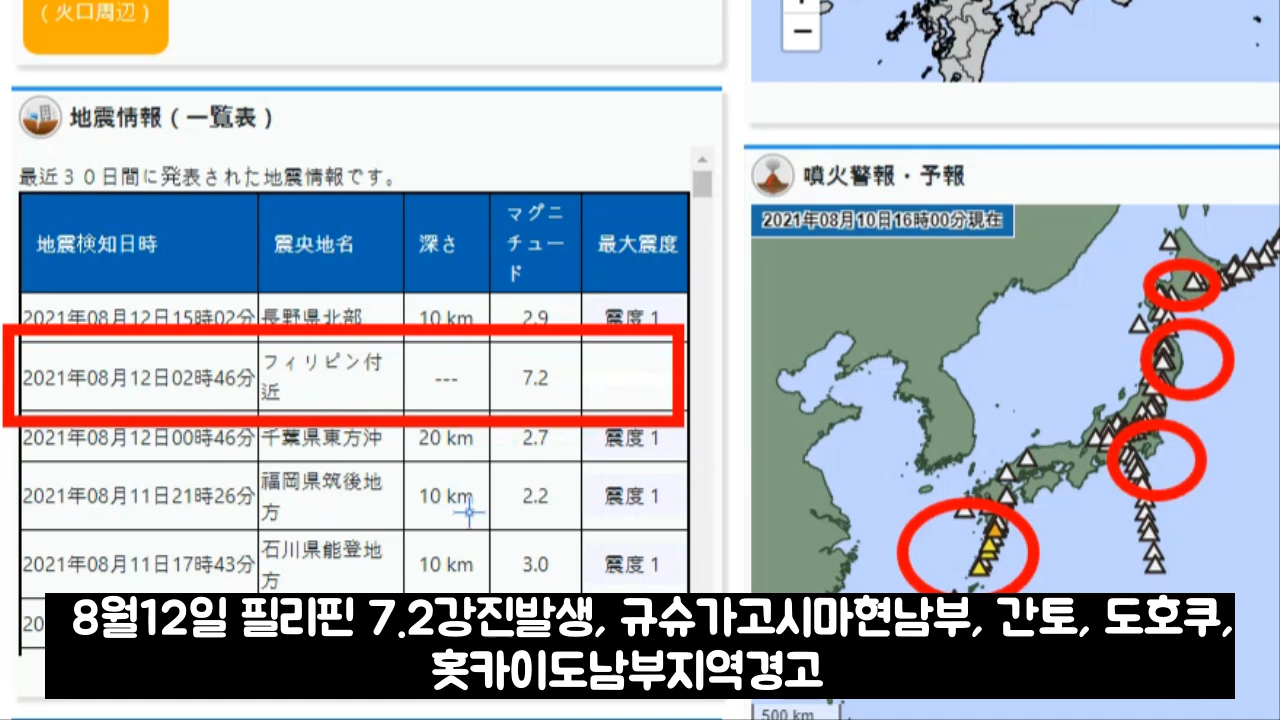 (火口周辺)
地震情報(一覧表)
最近30日間に発表された地震情報です。
地震検知日時 震央地名 深さ マグニチュード 最大震度
2021年08月12日15時02分 長野県北部 10 km 2.9 震度1
2021年08月12日02時46分 フィリピン付近 --- 7.2
2021年08月12日00時46分 千葉県東方沖 20 km 2.7 震度1
2021年08月11日21時26分 福岡県筑後地方 10 km 2.2 震度1
2021年08月11日17時43分 石川県能登地方 10 km 3.0 震度1
20
噴火警報・予報
2021年08月10日16時00分現在
500 km
8월12일 필리핀 7.2강진발생, 규슈가고시마현남부, 간토, 도호쿠,
홋카이도남부지역경고